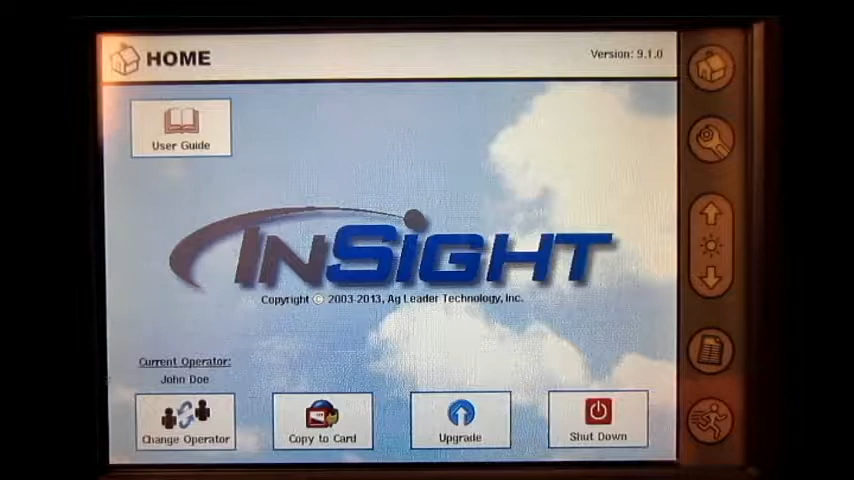 HOME
Version: 9.1.0
User Guide
INSIGHT
Copyright © 2003-2013, Ag Leader Technology, Inc.
Current Operator:
John Doe
Change Operator
Copy to Card
Upgrade
Shut Down